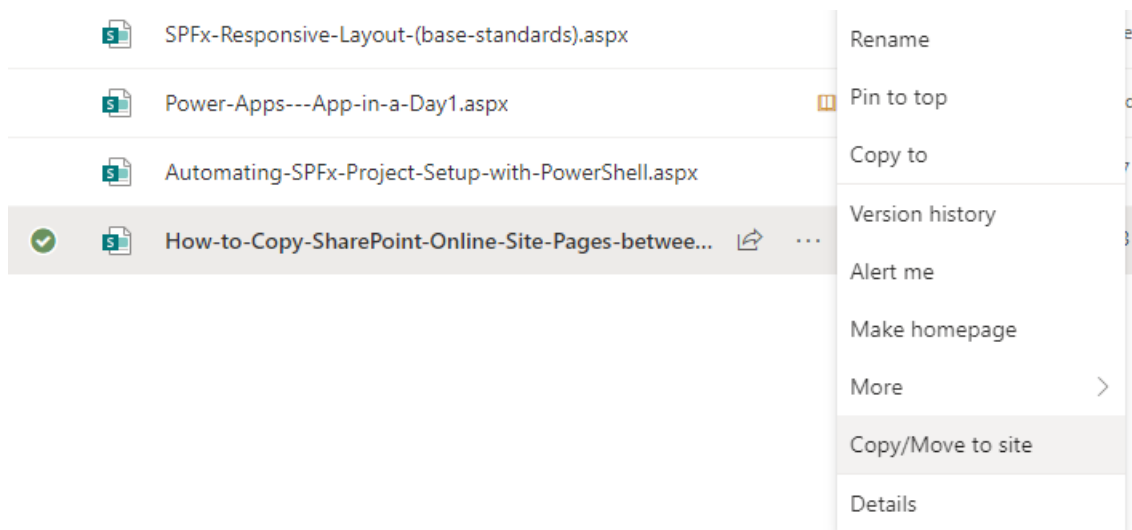 SPFx-Responsive-Layout-(base-standards).aspx
Power-Apps---App-in-a-Day1.aspx
Automating-SPFx-Project-Setup-with-PowerShell.aspx
How-to-Copy-SharePoint-Online-Site-Pages-betwee... ...
Rename
Pin to top
Copy to
Version history
Alert me
Make homepage
More
Copy/Move to site
Details